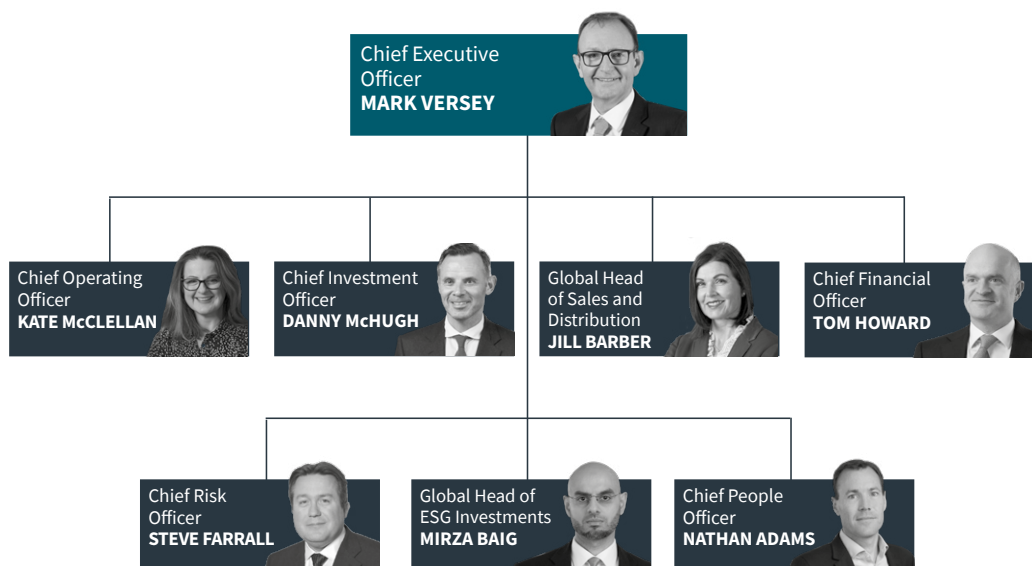 Chief Executive
Officer
MARK VERSEY
Chief Operating
Officer
KATE McCLELLAN
Chief Investment
Officer
DANNY McHUGH
Global Head
of Sales and
Distribution
JILL BARBER
Chief Financial
Officer
TOM HOWARD
Chief Risk
Officer
STEVE FARRALL
Global Head of
ESG Investments
MIRZA BAIG
Chief People
Officer
NATHAN ADAMS